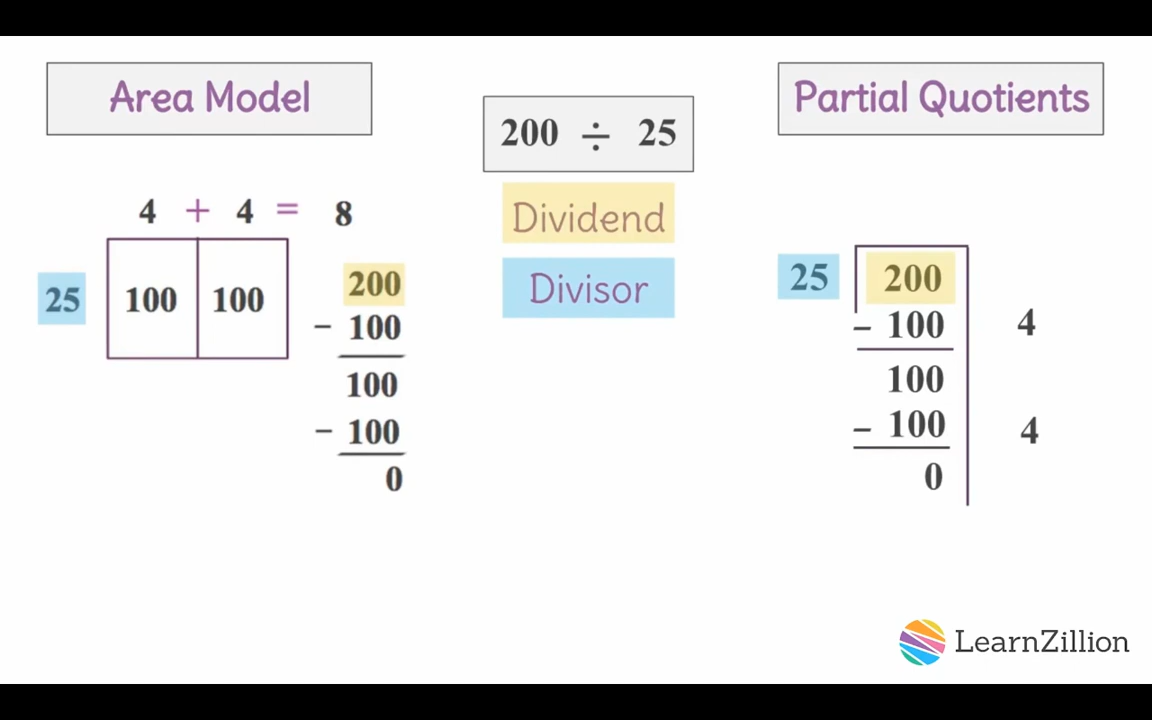 Area Model
4 + 4 = 8
25
100 100
200
− 100
100
− 100
0
200 ÷ 25
Dividend
Divisor
Partial Quotients
25 200
− 100 4
100
− 100 4
0
LearnZillion